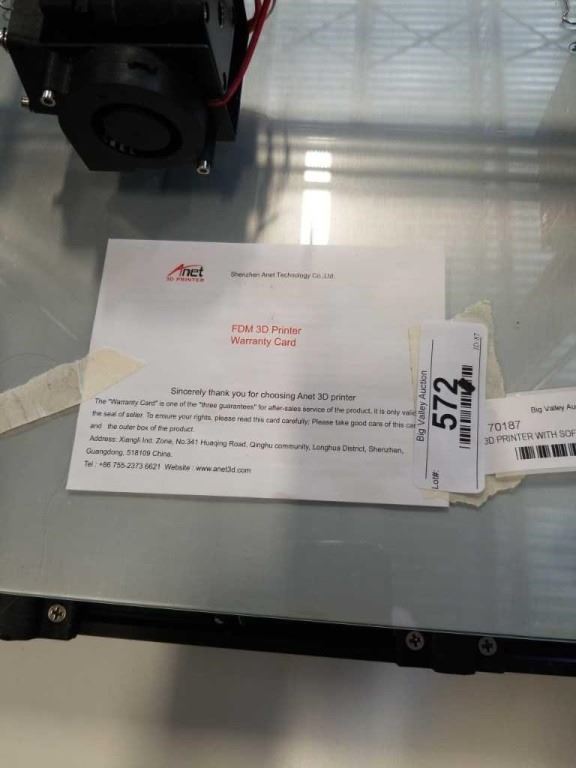 Anet
3D PRINTER
Shenzhen Anet Technology Co.,Ltd.
FDM 3D Printer
Warranty Card
Sincerely thank you for choosing Anet 3D printer
The "Warranty Card" is one of the "three guarantees" for after-sales service of the product, it is only valid
the seal of seller. To ensure your rights, please read this card carefully; Please take good care of this car
and the outer box of the product.
Address: Xiangli Ind. Zone, No.341 Huaqing Road, Qinghu community, Longhua District, Shenzhen,
Guangdong, 518109 China.
Tel : +86 755-2373 6621 Website : www.anet3d.com
Big Valley Auction
572
Lot#:
ID:87
Big Valley Au
70187
3D PRINTER WITH SOF